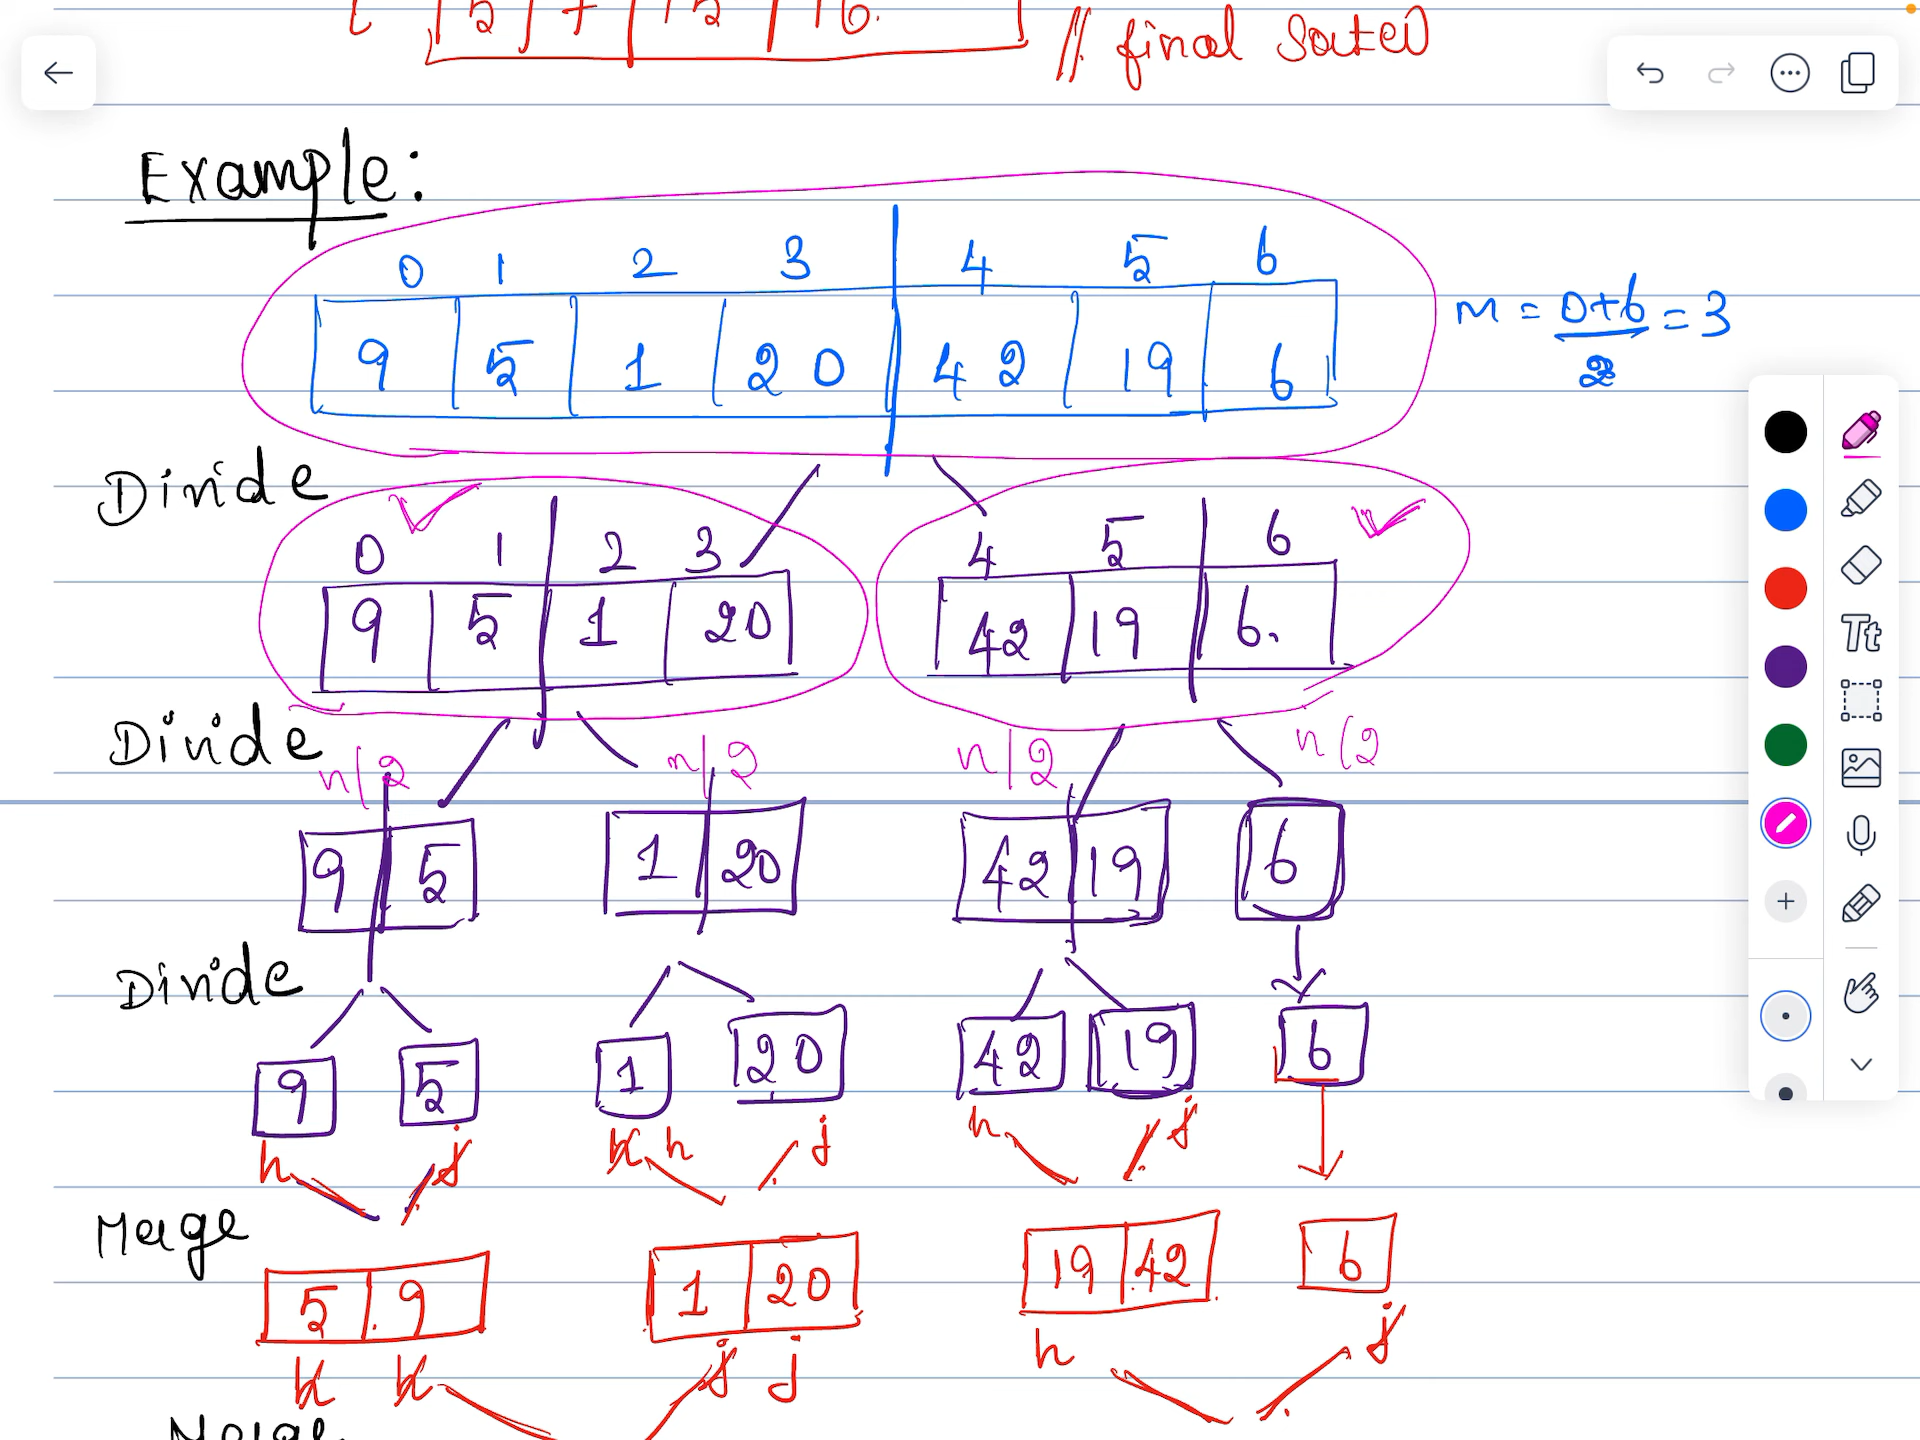 // final Sorted
Example:
0 1 2 3 4 5 6
9 5 1 20 42 19 6
m = 0+6 = 3
2
Divide
0 1 2 3 4 5 6
9 5 1 20 42 19 6.
Divide
n/2 n/2 n/2 n/2
9 5 1 20 42 19 6
Divide
9 5 1 20 42 19 6
h j k h j h j
Merge
5 9 1 20 19 42 6
k k j j h j
Merge
Tt